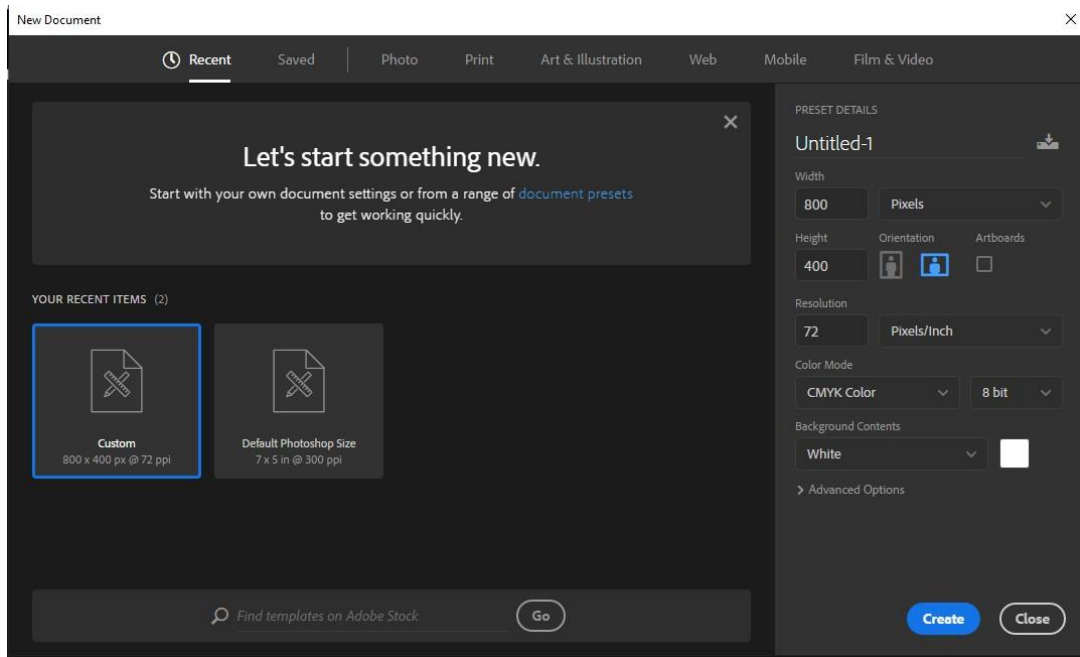 New Document
Recent Saved Photo Print Art & Illustration Web Mobile Film & Video
Let's start something new.
Start with your own document settings or from a range of document presets
to get working quickly.
YOUR RECENT ITEMS (2)
Custom
800 x 400 px @ 72 ppi
Default Photoshop Size
7 x 5 in @ 300 ppi
Find templates on Adobe Stock Go
PRESET DETAILS
Untitled-1
Width
800 Pixels
Height Orientation Artboards
400
Resolution
72 Pixels/Inch
Color Mode
CMYK Color 8 bit
Background Contents
White
Advanced Options
Create Close